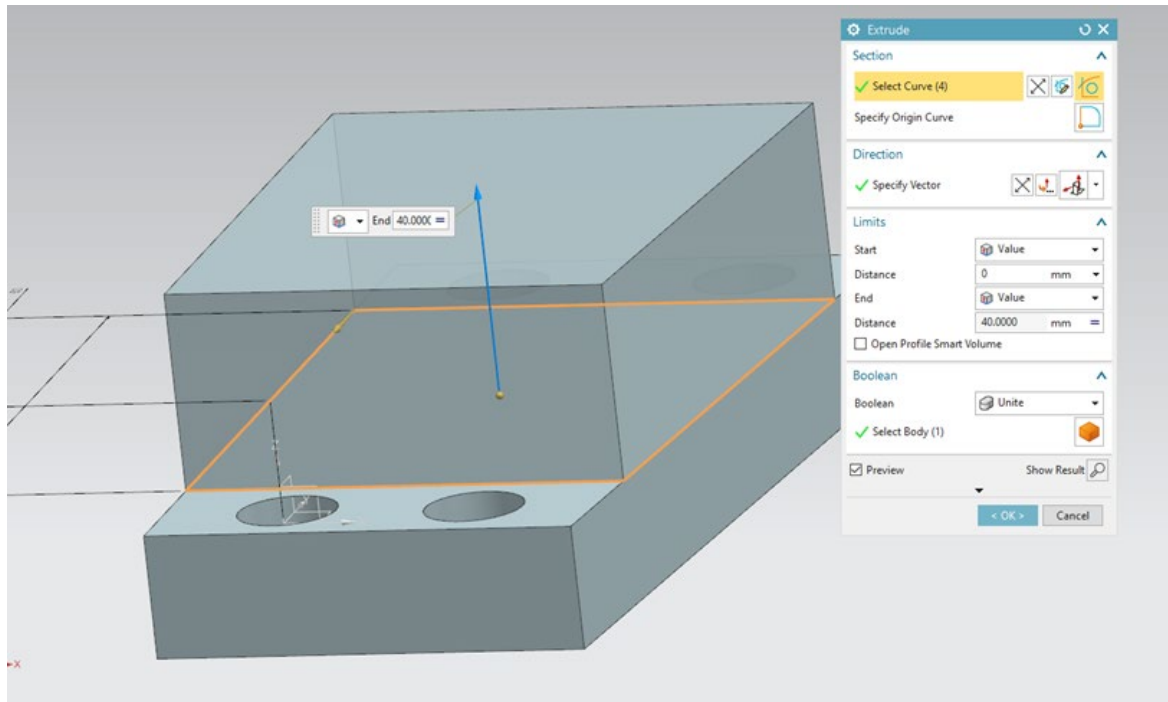 Extrude
Section
Select Curve (4)
Specify Origin Curve
Direction
Specify Vector
Limits
Start Value
Distance 0 mm
End Value
Distance 40.0000 mm =
Open Profile Smart Volume
Boolean
Boolean Unite
Select Body (1)
Preview Show Result
< OK > Cancel
End 40.000( =
X